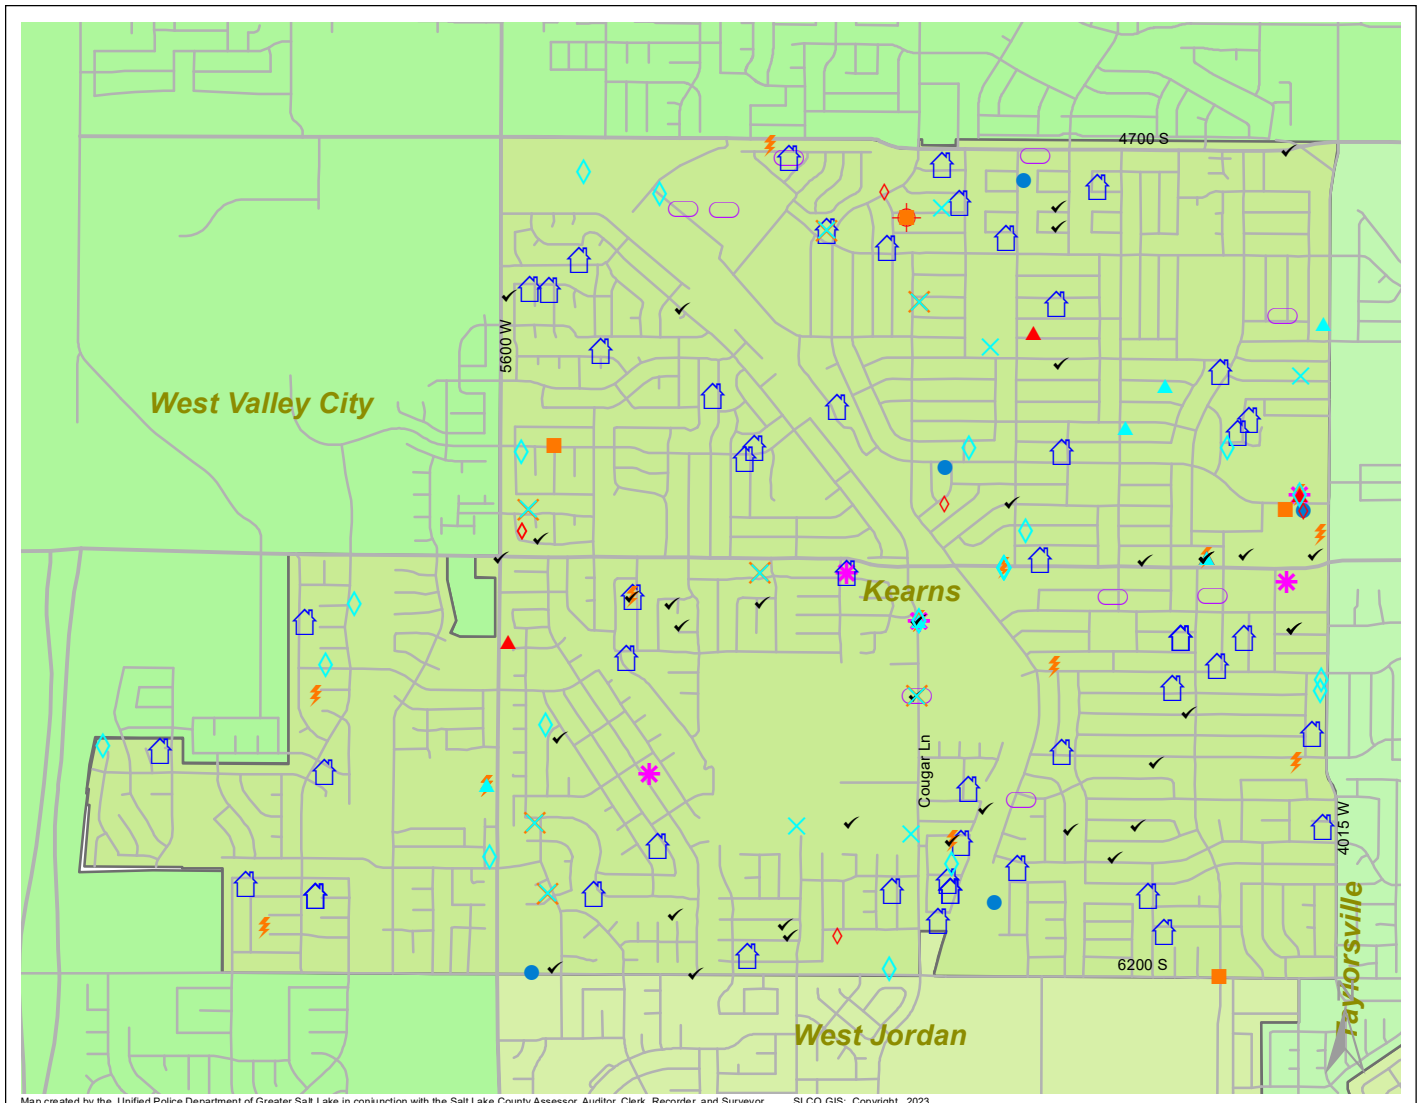 4700 S
5600 W
West Valley City
Kearns
Cougar Ln
4015 W
Taylorsville
6200 S
West Jordan
Map created by the Unified Police Department of Greater Salt Lake in conjunction with the Salt Lake County Assessor, Auditor, Clerk, Recorder, and Surveyor. SLCO GIS: Copyright 2023